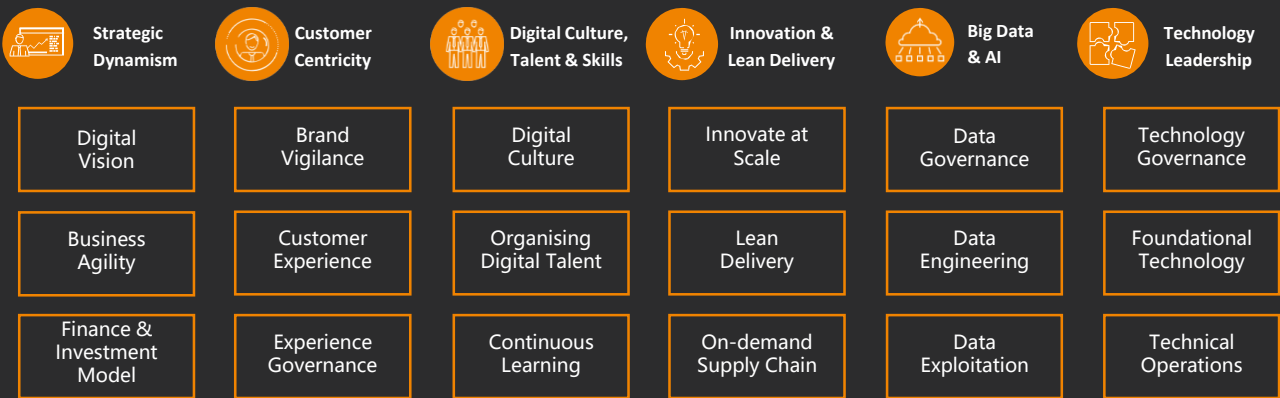 Strategic
Dynamism
Customer
Centricity
Digital Culture,
Talent & Skills
Innovation &
Lean Delivery
Big Data
& AI
Technology
Leadership
Digital
Vision
Brand
Vigilance
Digital
Culture
Innovate at
Scale
Data
Governance
Technology
Governance
Business
Agility
Customer
Experience
Organising
Digital Talent
Lean
Delivery
Data
Engineering
Foundational
Technology
Finance &
Investment
Model
Experience
Governance
Continuous
Learning
On-demand
Supply Chain
Data
Exploitation
Technical
Operations